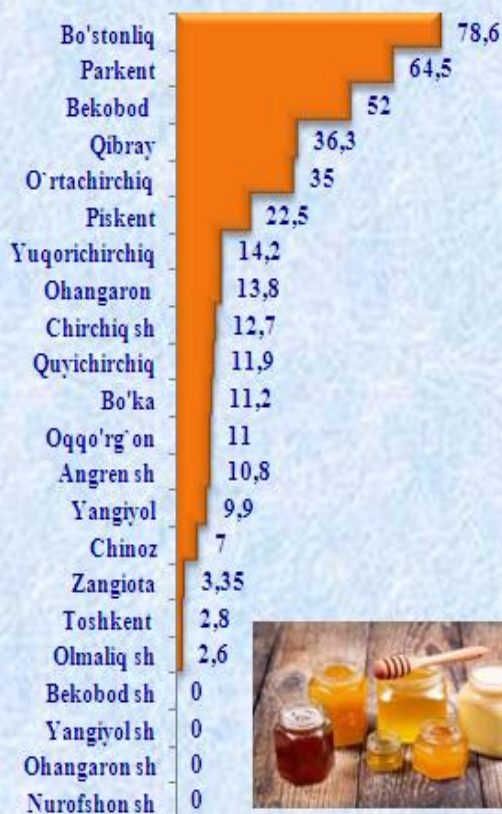 Bo'stonliq 78,6
Parkent 64,5
Bekobod 52
Qibray 36,3
O`rtachirchiq 35
Piskent 22,5
Yuqorichirchiq 14,2
Ohangaron 13,8
Chirchiq sh 12,7
Quyichirchiq 11,9
Bo'ka 11,2
Oqqo'rg`on 11
Angren sh 10,8
Yangiyol 9,9
Chinoz 7
Zangiota 3,35
Toshkent 2,8
Olmaliq sh 2,6
Bekobod sh 0
Yangiyol sh 0
Ohangaron sh 0
Nurofshon sh 0